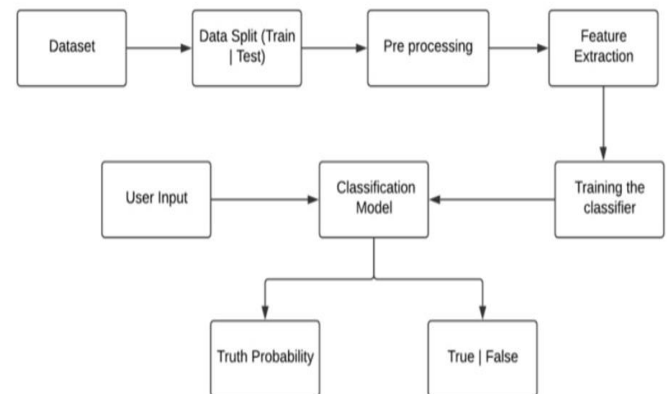 Dataset
Data Split (Train
| Test)
Pre processing
Feature
Extraction
User Input
Classification
Model
Training the
classifier
Truth Probability
True | False